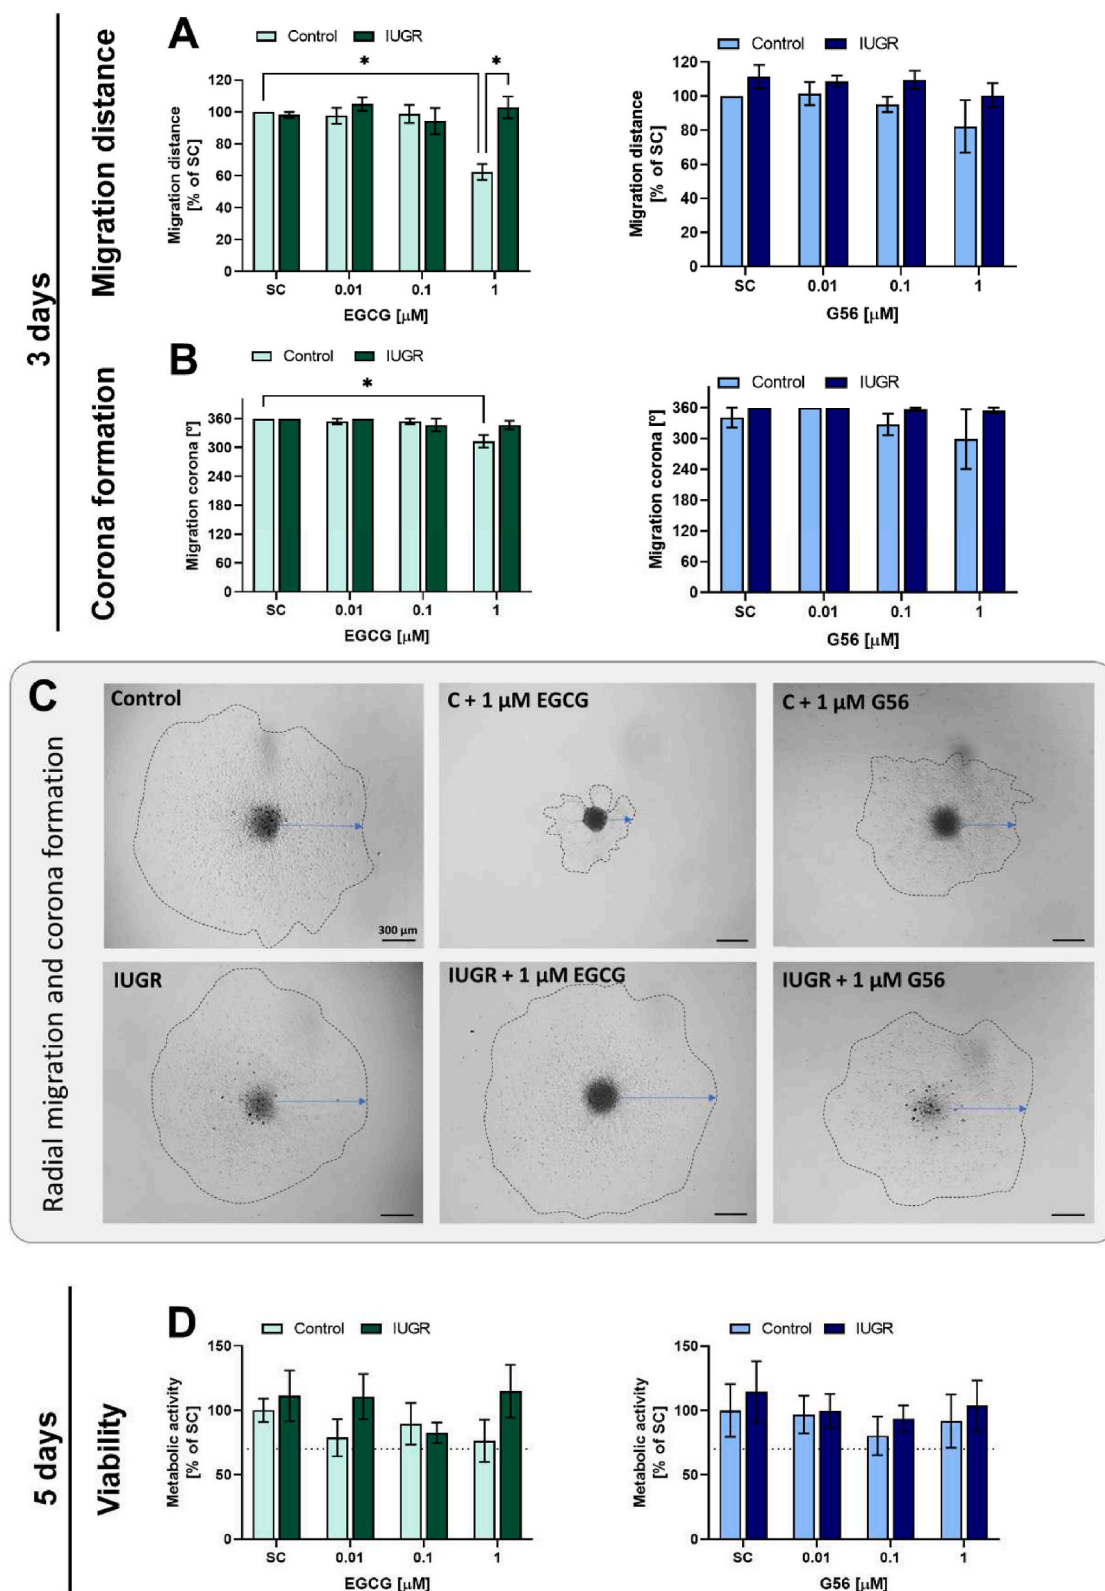 3 days
Migration distance
A
Control IUGR
*
*
120
100
80
60
40
20
0
Migration distance
[% of SC]
SC 0.01 0.1 1
EGCG [µM]
Control IUGR
120
100
80
60
40
20
0
Migration distance
[% of SC]
SC 0.01 0.1 1
G56 [µM]
Corona formation
B
Control IUGR
*
360
300
240
180
120
60
0
Migration corona [º]
SC 0.01 0.1 1
EGCG [µM]
Control IUGR
360
300
240
180
120
60
0
Migration corona [º]
SC 0.01 0.1 1
G56 [µM]
C
Radial migration and corona formation
Control
300 µm
C + 1 µM EGCG
C + 1 µM G56
IUGR
IUGR + 1 µM EGCG
IUGR + 1 µM G56
5 days
Viability
D
Control IUGR
150
100
50
0
Metabolic activity
[% of SC]
SC 0.01 0.1 1
EGCG [µM]
Control IUGR
150
100
50
0
Metabolic activity
[% of SC]
SC 0.01 0.1 1
G56 [µM]